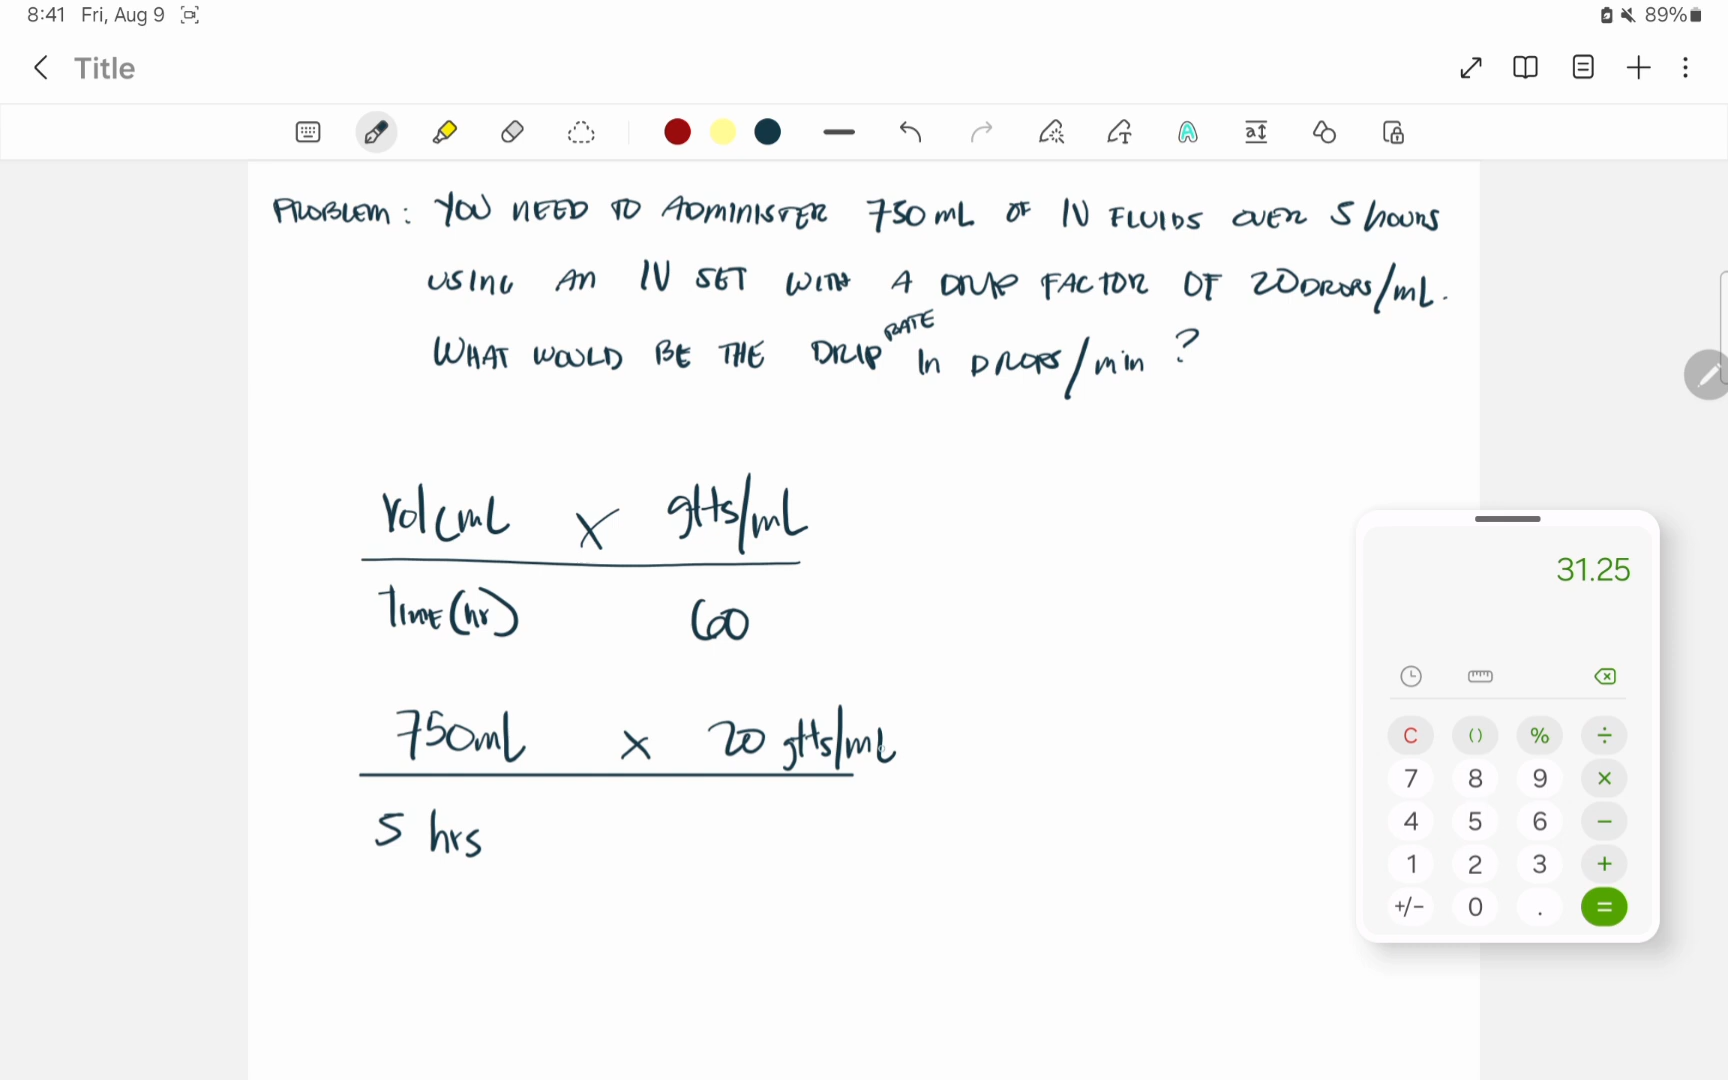 8:41 Fri, Aug 9 89%
Title
PROBLEM: YOU NEED TO ADMINISTER 750 mL OF IV FLUIDS OVER 5 hours
USING AN IV SET WITH A DRIP FACTOR OF 20 DROPS/mL.
WHAT WOULD BE THE DRIP RATE In DROPS/min ?
Vol (mL X gtts/mL
TIME (hr) 60
750mL x 20 gtts/mL
5 hrs
31.25
C ( ) % ÷
7 8 9 ×
4 5 6 −
1 2 3 +
+/− 0 . =